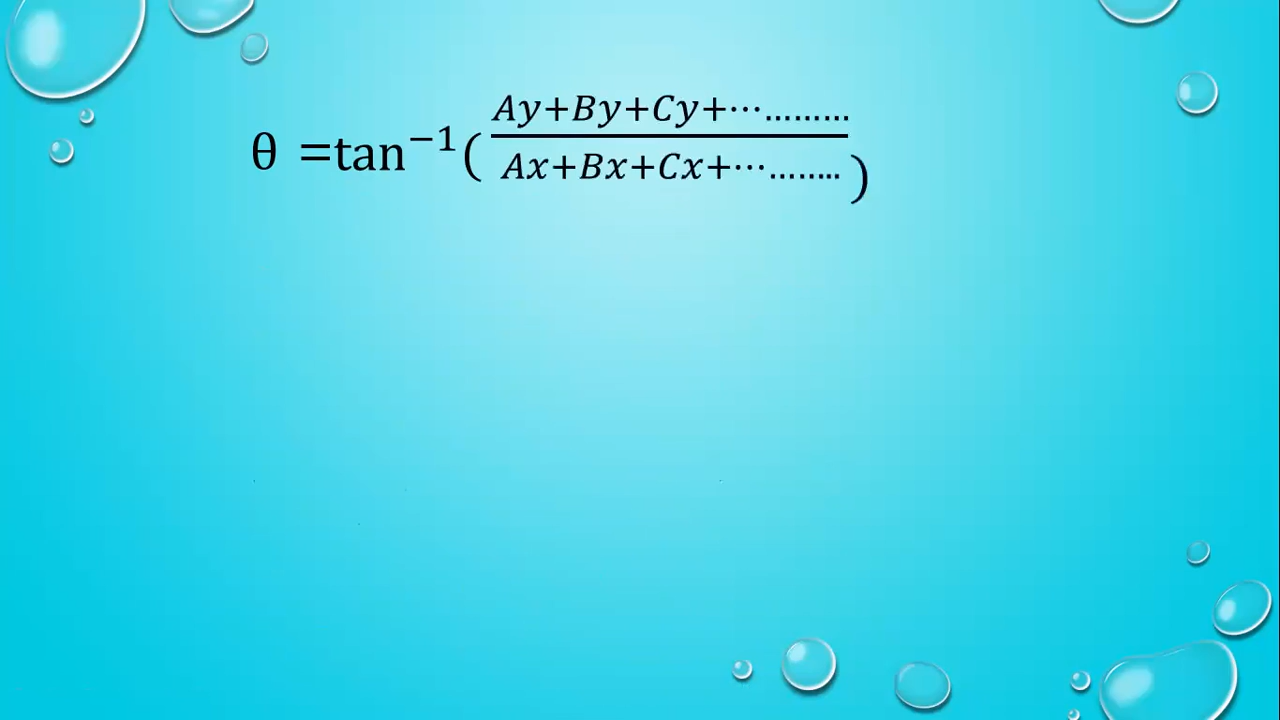 θ =tan⁻¹( Ay+By+Cy+⋯………
Ax+Bx+Cx+⋯…….. )